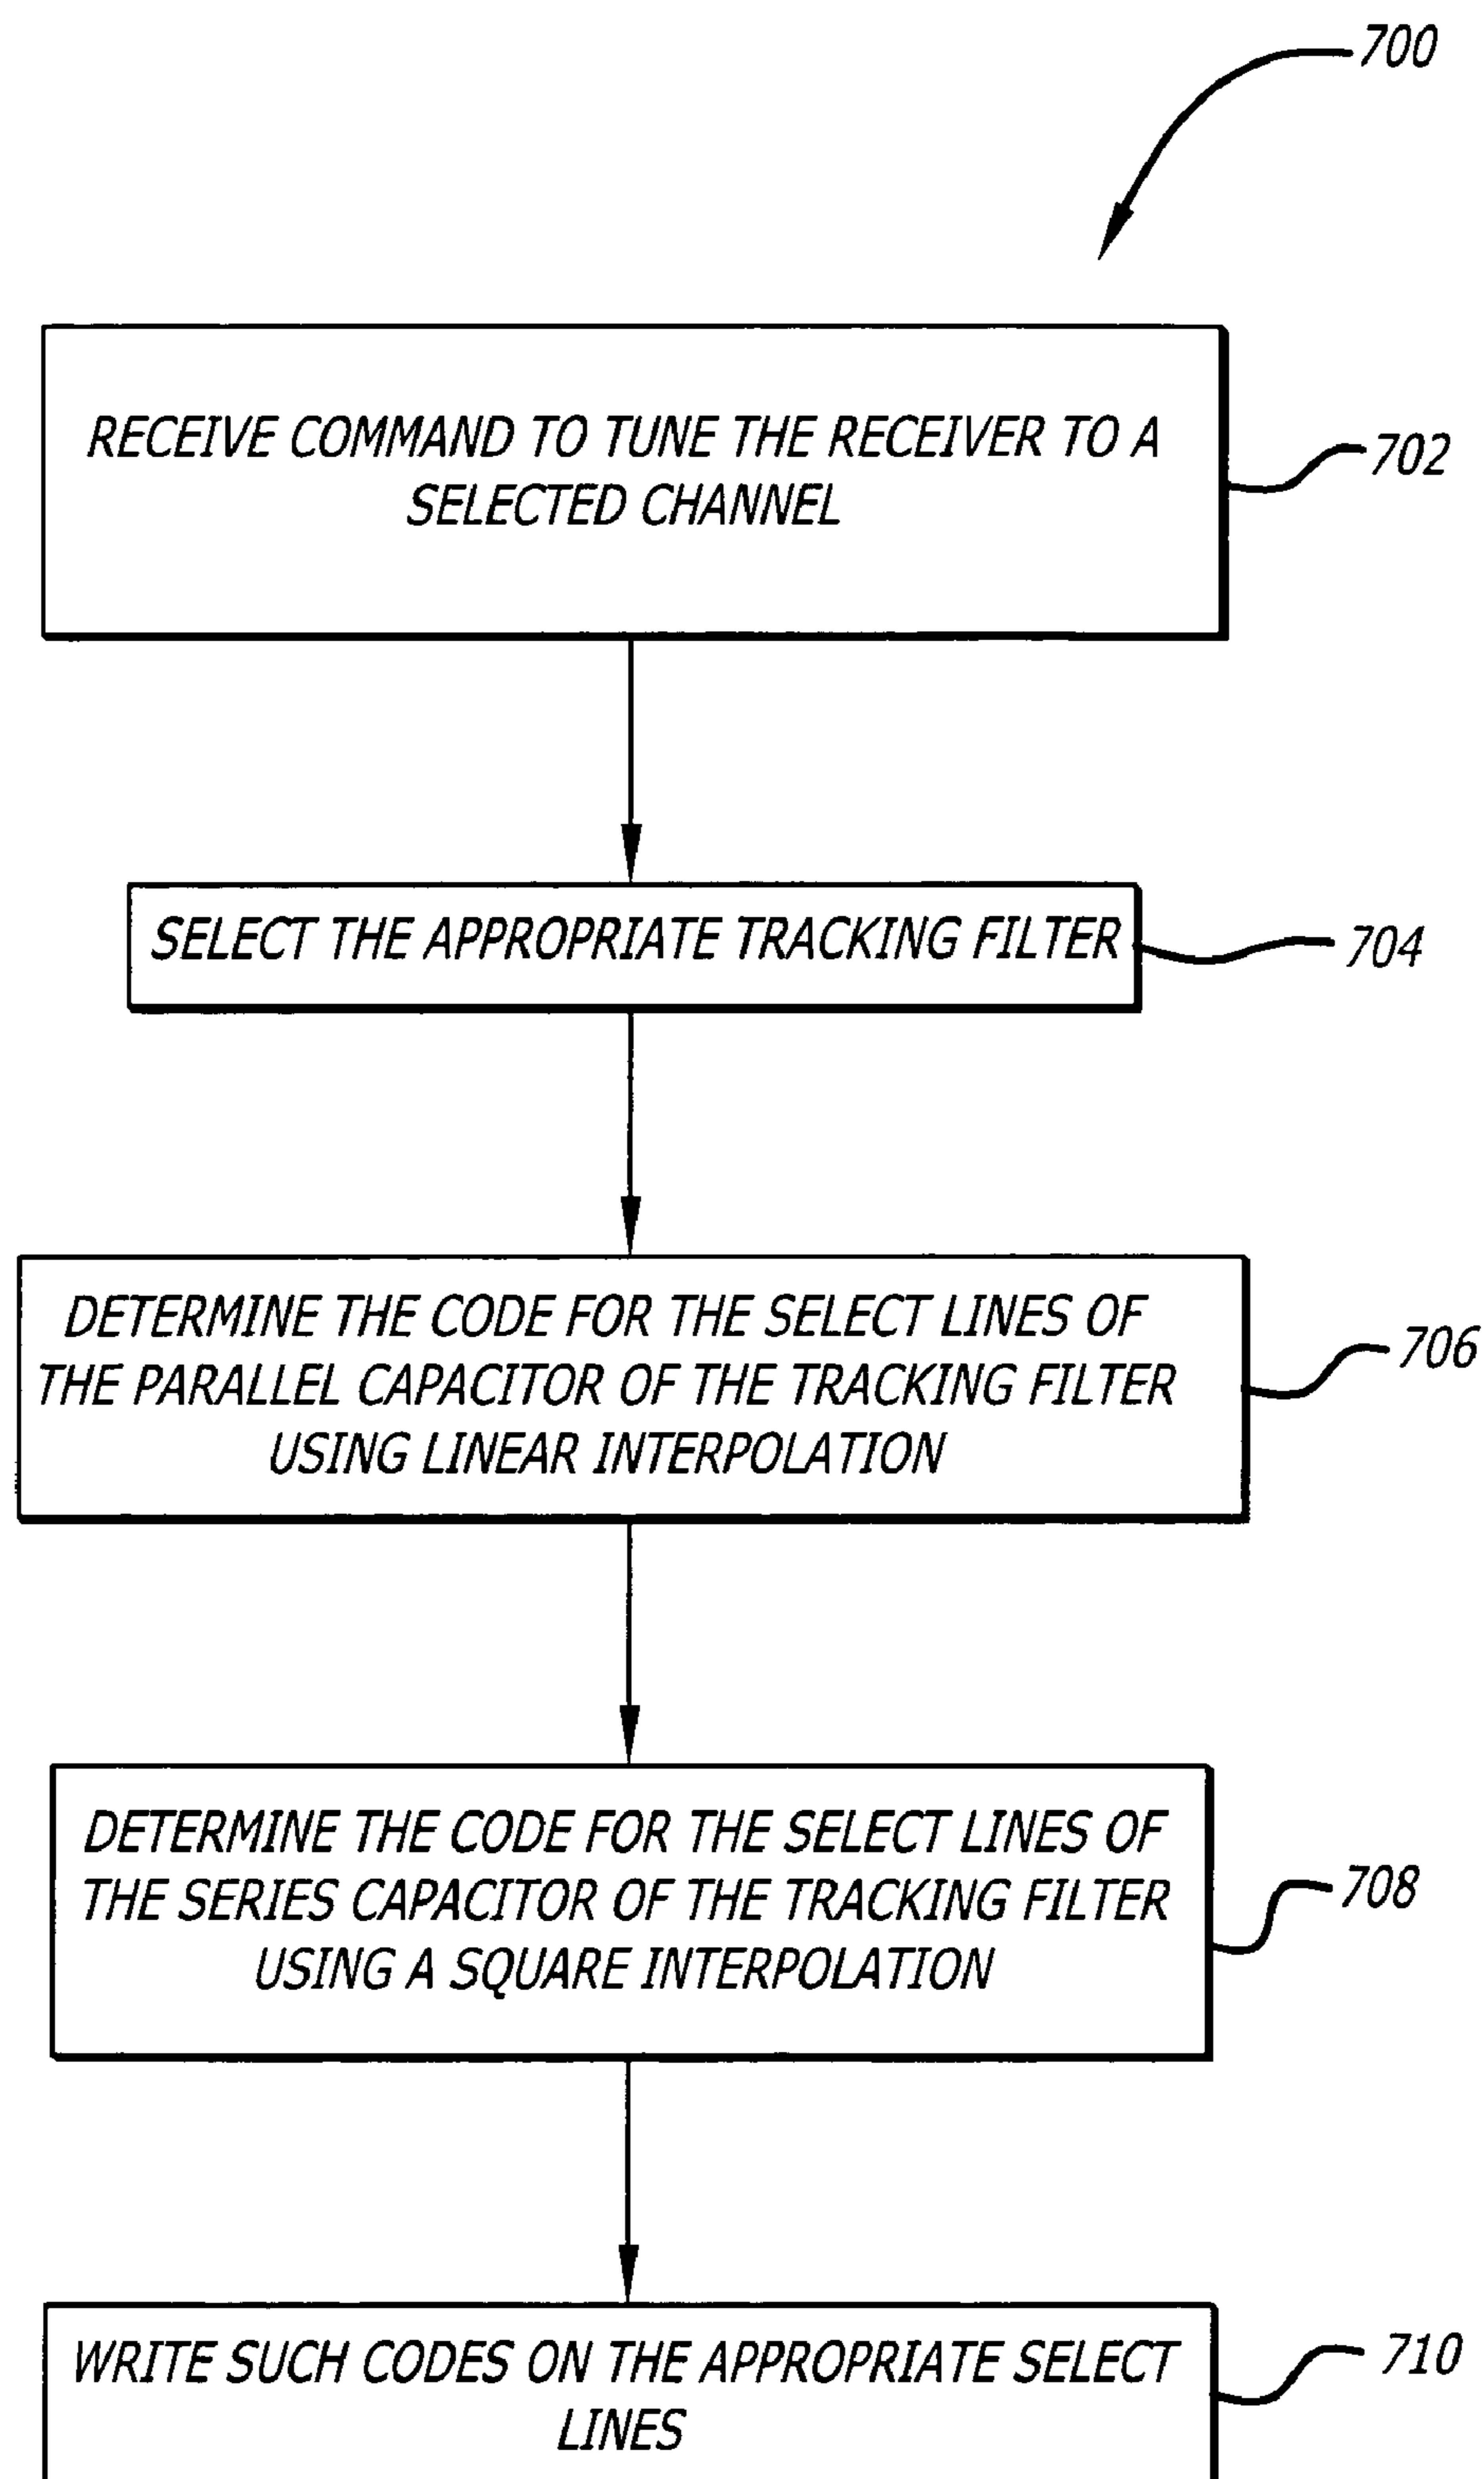 700
RECEIVE COMMAND TO TUNE THE RECEIVER TO A
SELECTED CHANNEL
702
SELECT THE APPROPRIATE TRACKING FILTER
704
DETERMINE THE CODE FOR THE SELECT LINES OF
THE PARALLEL CAPACITOR OF THE TRACKING FILTER
USING LINEAR INTERPOLATION
706
DETERMINE THE CODE FOR THE SELECT LINES OF
THE SERIES CAPACITOR OF THE TRACKING FILTER
USING A SQUARE INTERPOLATION
708
WRITE SUCH CODES ON THE APPROPRIATE SELECT
LINES
710